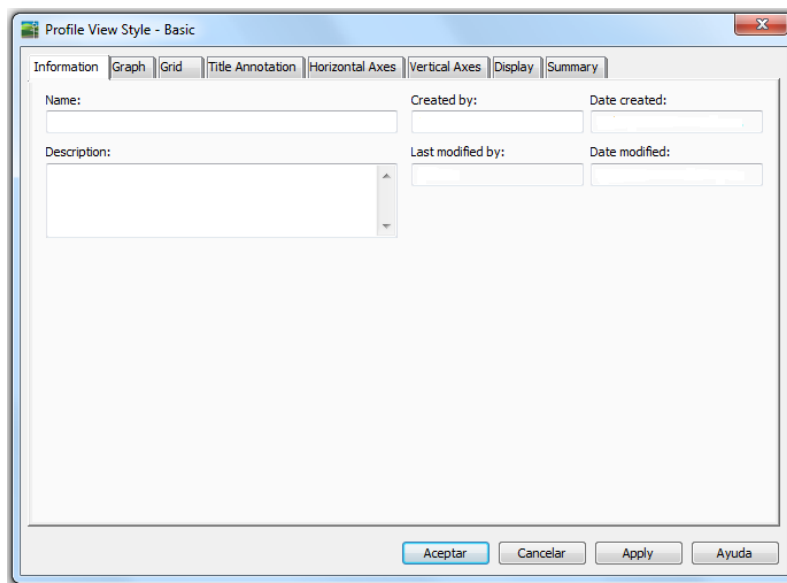 Profile View Style - Basic
Information Graph Grid Title Annotation Horizontal Axes Vertical Axes Display Summary
Name: Created by: Date created:
Description: Last modified by: Date modified:
Aceptar Cancelar Apply Ayuda